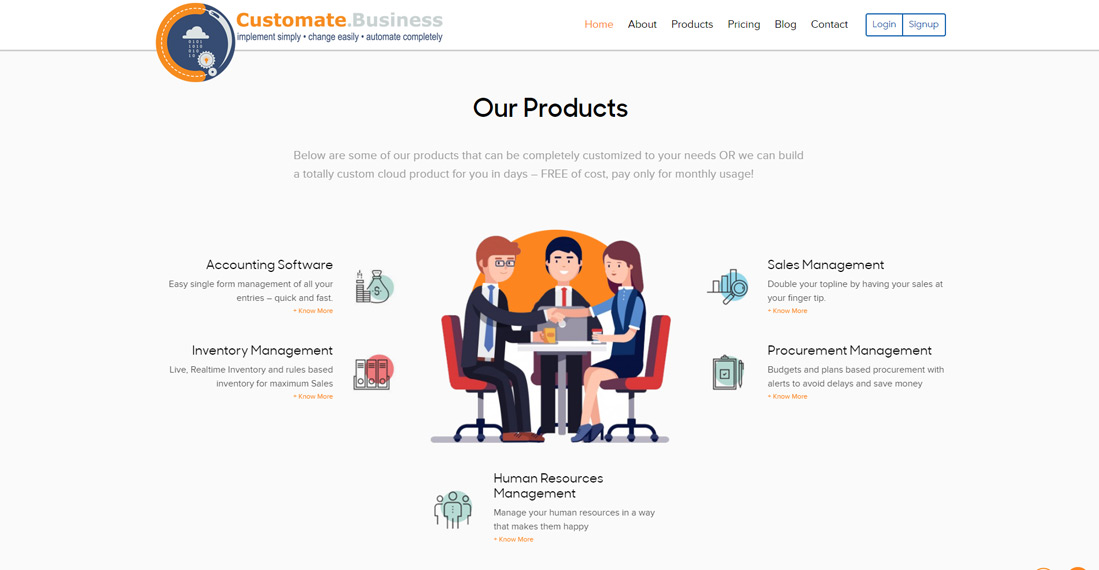 Customate.Business
implement simply • change easily • automate completely
Home About Products Pricing Blog Contact Login Signup
Our Products
Below are some of our products that can be completely customized to your needs OR we can build
a totally custom cloud product for you in days – FREE of cost, pay only for monthly usage!
Accounting Software
Easy single form management of all your
entries – quick and fast.
+ Know More
Inventory Management
Live, Realtime Inventory and rules based
inventory for maximum Sales
+ Know More
Sales Management
Double your topline by having your sales at
your finger tip.
+ Know More
Procurement Management
Budgets and plans based procurement with
alerts to avoid delays and save money
+ Know More
Human Resources
Management
Manage your human resources in a way
that makes them happy
+ Know More